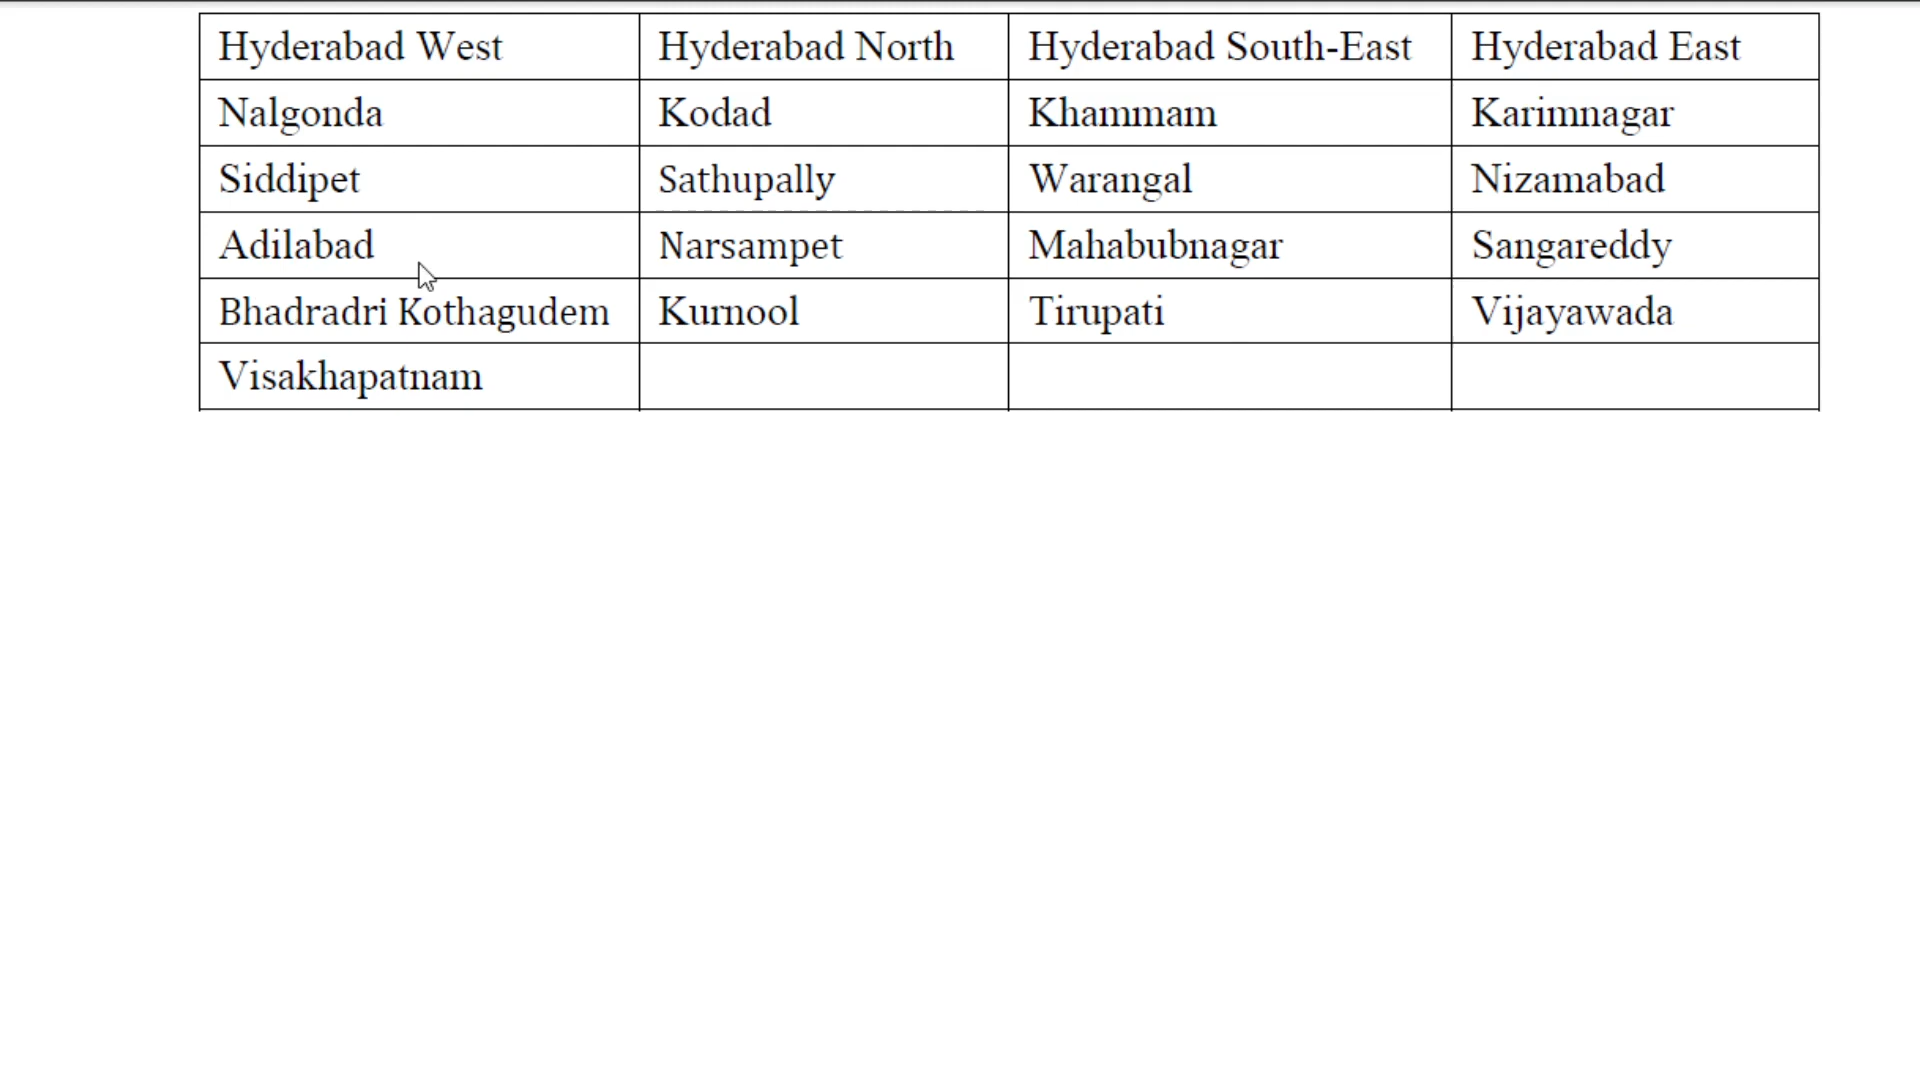 Hyderabad West Hyderabad North Hyderabad South-East Hyderabad East
Nalgonda Kodad Khammam Karimnagar
Siddipet Sathupally Warangal Nizamabad
Adilabad Narsampet Mahabubnagar Sangareddy
Bhadradri Kothagudem Kurnool Tirupati Vijayawada
Visakhapatnam